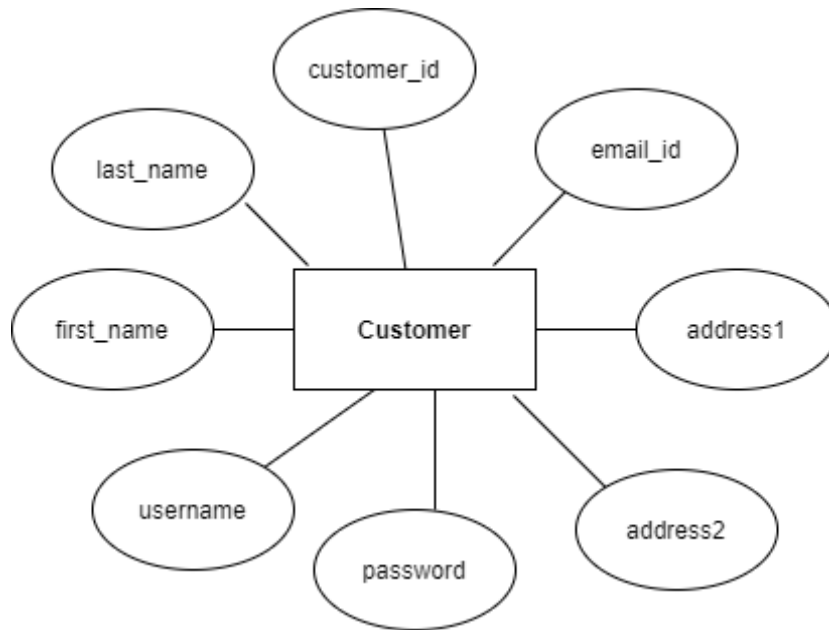 customer_id
email_id
last_name
first_name
Customer
address1
username
address2
password